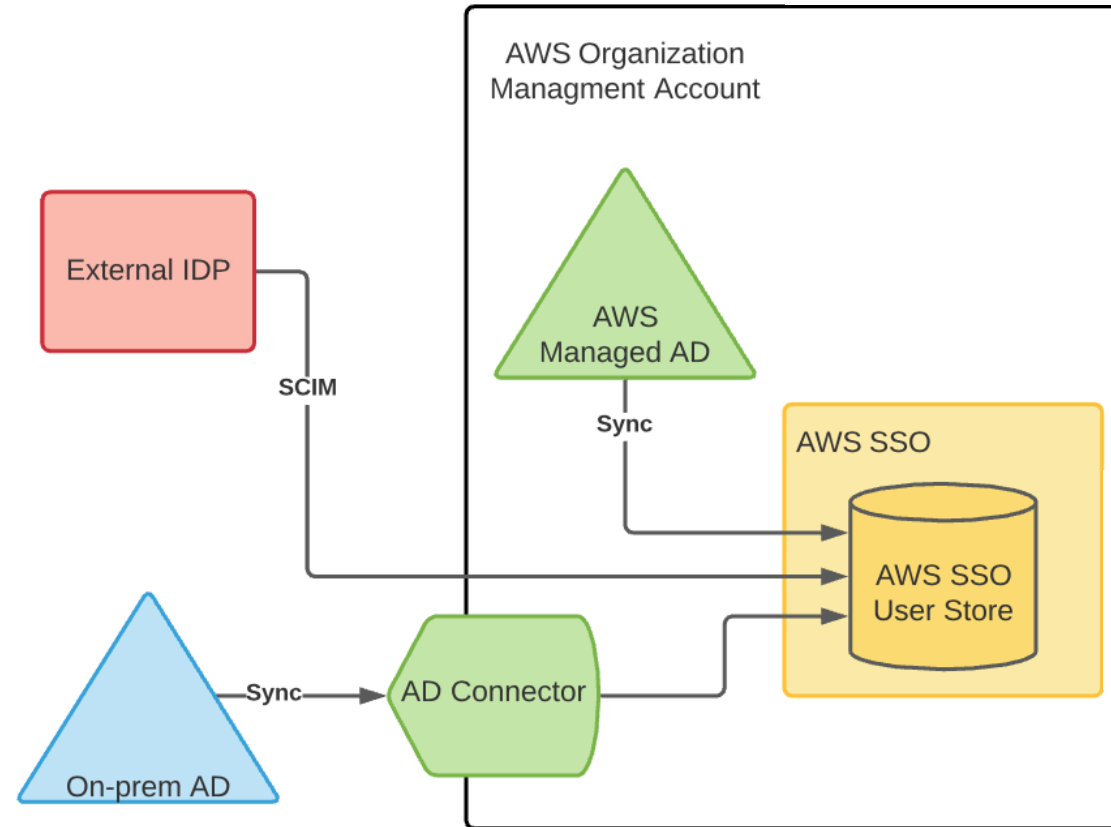 AWS Organization
Managment Account
External IDP
AWS
Managed AD
SCIM
Sync
AWS SSO
AWS SSO
User Store
AD Connector
Sync
On-prem AD